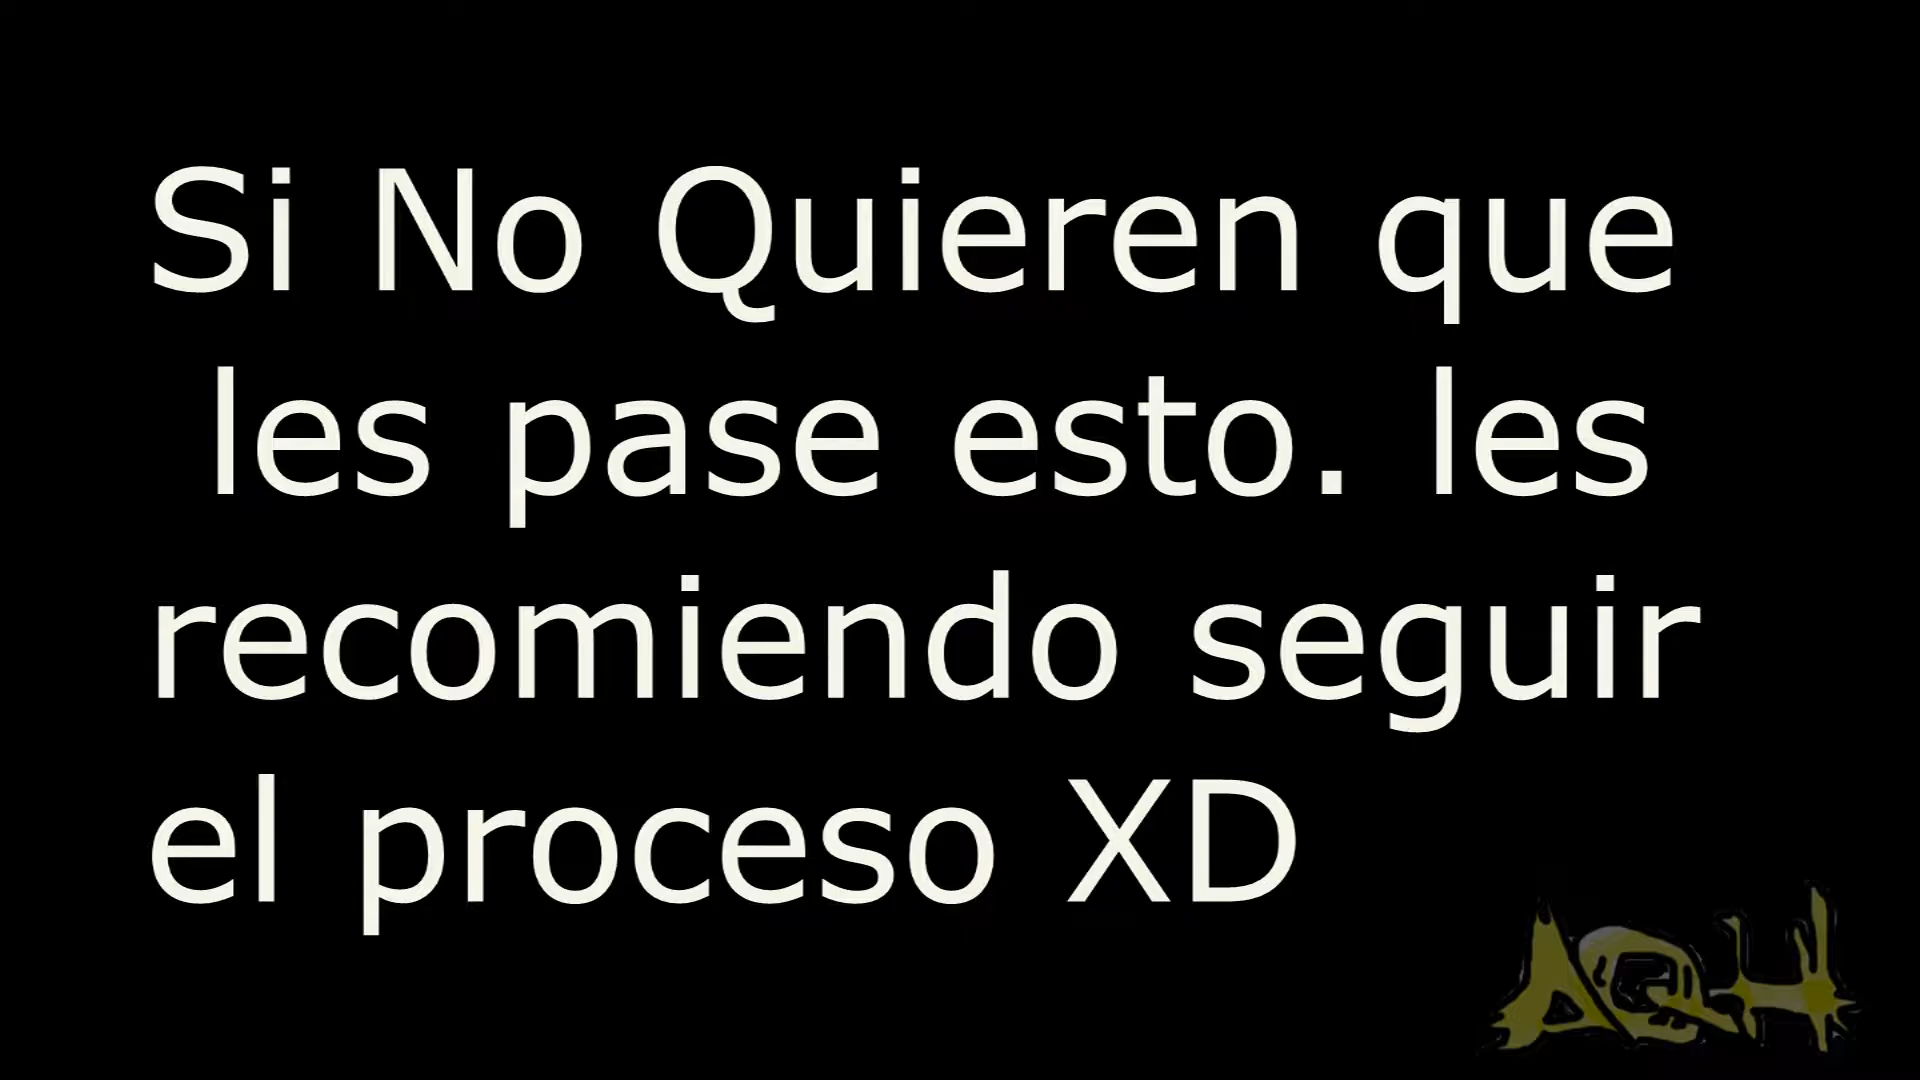 Si No Quieren que
les pase esto. les
recomiendo seguir
el proceso XD